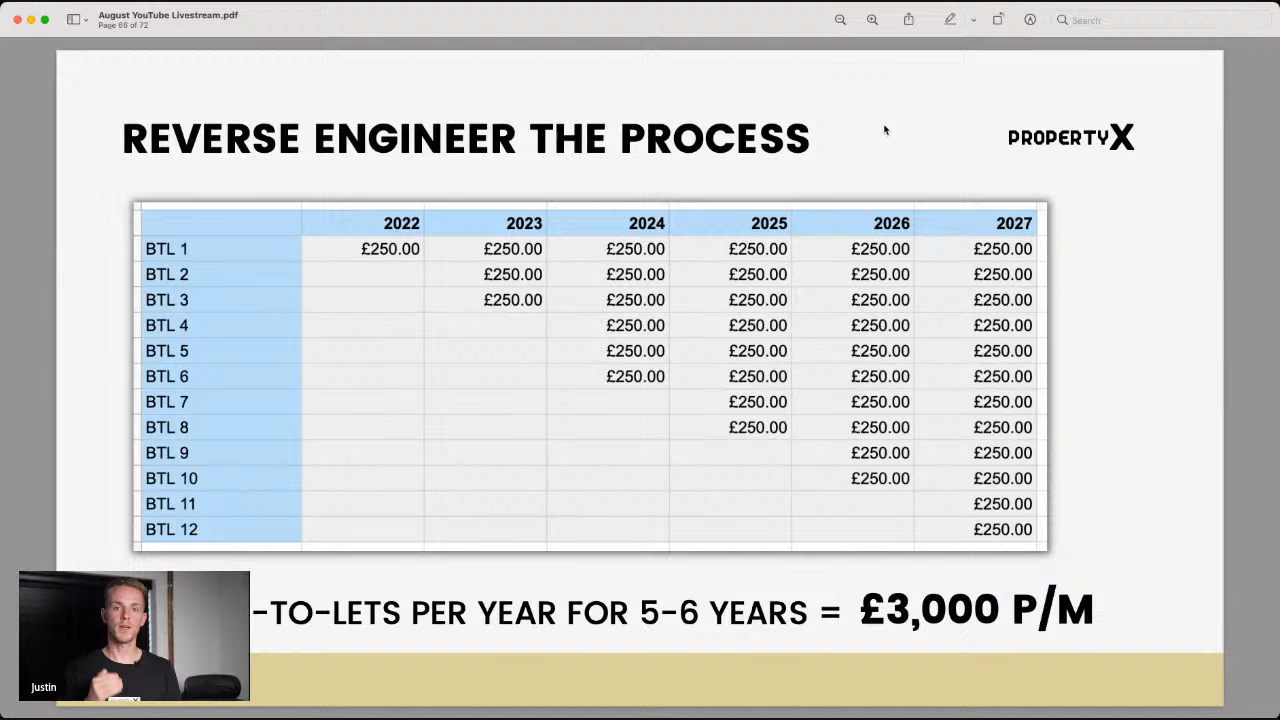 August YouTube Livestream.pdf
Page 66 of 72
Search
REVERSE ENGINEER THE PROCESS
PROPERTYX
2022 2023 2024 2025 2026 2027
BTL 1 £250.00 £250.00 £250.00 £250.00 £250.00 £250.00
BTL 2 £250.00 £250.00 £250.00 £250.00 £250.00
BTL 3 £250.00 £250.00 £250.00 £250.00 £250.00
BTL 4 £250.00 £250.00 £250.00 £250.00
BTL 5 £250.00 £250.00 £250.00 £250.00
BTL 6 £250.00 £250.00 £250.00 £250.00
BTL 7 £250.00 £250.00 £250.00
BTL 8 £250.00 £250.00 £250.00
BTL 9 £250.00 £250.00
BTL 10 £250.00 £250.00
BTL 11 £250.00
BTL 12 £250.00
-TO-LETS PER YEAR FOR 5-6 YEARS = £3,000 P/M
Justin